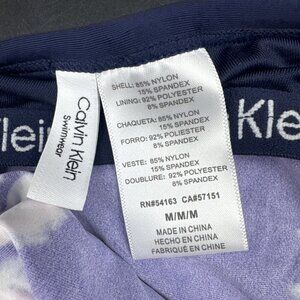 Klein
Calvin Klein
Swimwear
SHELL: 85% NYLON
15% SPANDEX
LINING: 92% POLYESTER
8% SPANDEX
CHAQUETA: 85% NYLON
15% SPANDEX
FORRO: 92% POLIESTER
8% SPANDEX
VESTE: 85% NYLON
15% SPANDEX
DOUBLURE: 92% POLYESTER
8% SPANDEX
RN#54163 CA#57151
M/M/M
MADE IN CHINA
HECHO EN CHINA
FABRIQUÉ EN CHINE
Klein